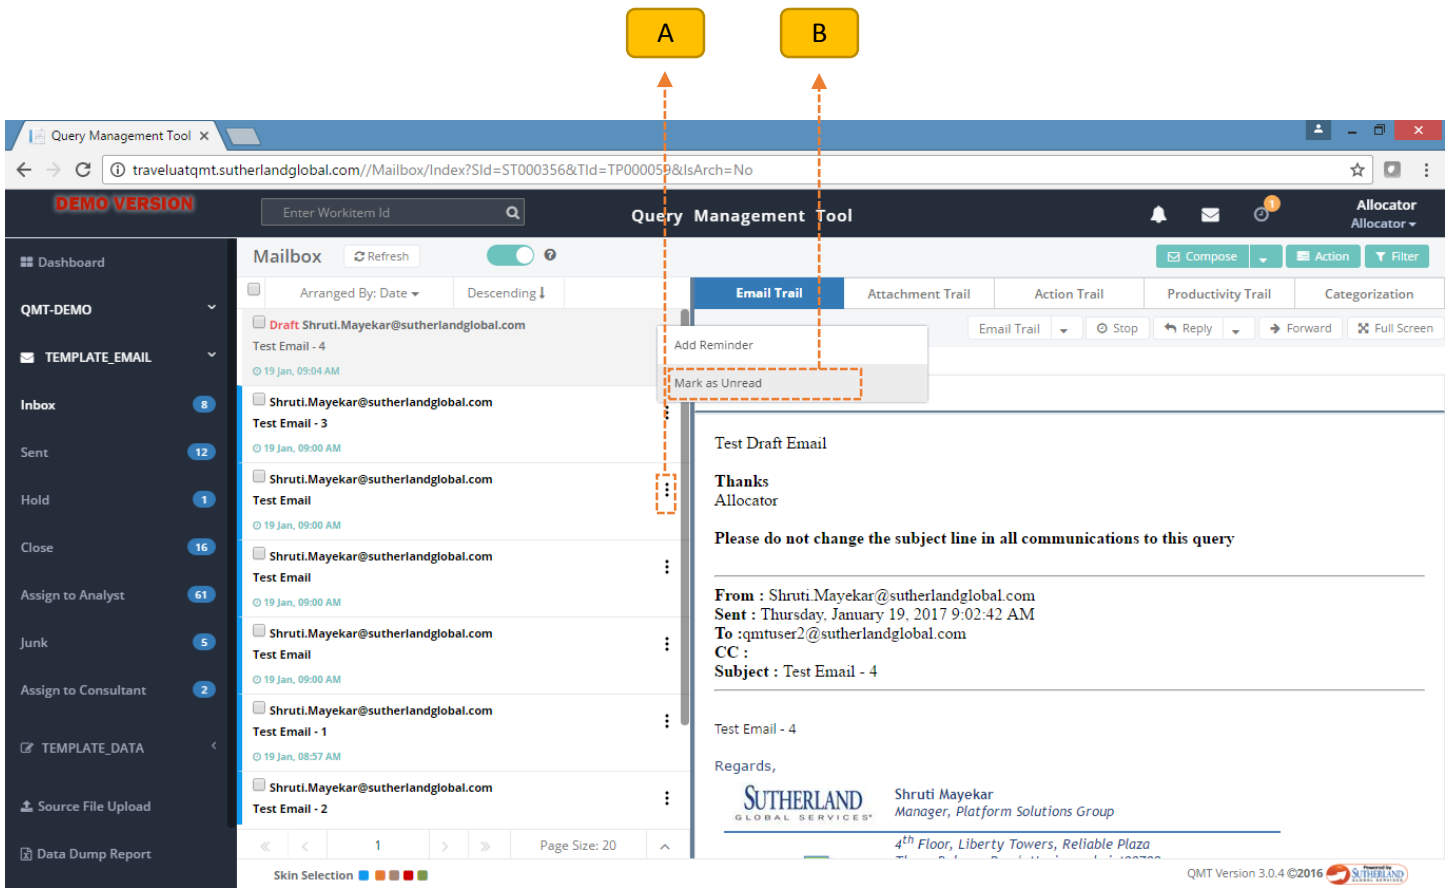 A
B
Query Management Tool
traveluatqmt.sutherlandglobal.com//Mailbox/Index?SId=ST000356&TId=TP000059&IsArch=No
DEMO VERSION
Enter Workitem Id
Query Management Tool
1
Allocator
Allocator
Dashboard
QMT-DEMO
TEMPLATE_EMAIL
Inbox 8
Sent 12
Hold 1
Close 16
Assign to Analyst 61
Junk 5
Assign to Consultant 2
TEMPLATE_DATA
Source File Upload
Data Dump Report
Mailbox Refresh
Compose Action Filter
Arranged By: Date Descending
Draft Shruti.Mayekar@sutherlandglobal.com
Test Email - 4
19 Jan, 09:04 AM
Shruti.Mayekar@sutherlandglobal.com
Test Email - 3
19 Jan, 09:00 AM
Shruti.Mayekar@sutherlandglobal.com
Test Email
19 Jan, 09:00 AM
Shruti.Mayekar@sutherlandglobal.com
Test Email
19 Jan, 09:00 AM
Shruti.Mayekar@sutherlandglobal.com
Test Email
19 Jan, 09:00 AM
Shruti.Mayekar@sutherlandglobal.com
Test Email - 1
19 Jan, 08:57 AM
Shruti.Mayekar@sutherlandglobal.com
Test Email - 2
1 Page Size: 20
Email Trail Attachment Trail Action Trail Productivity Trail Categorization
Email Trail Stop Reply Forward Full Screen
Add Reminder
Mark as Unread
Test Draft Email
Thanks
Allocator
Please do not change the subject line in all communications to this query
From : Shruti.Mayekar@sutherlandglobal.com
Sent : Thursday, January 19, 2017 9:02:42 AM
To :qmtuser2@sutherlandglobal.com
CC :
Subject : Test Email - 4
Test Email - 4
Regards,
SUTHERLAND
GLOBAL SERVICES
Shruti Mayekar
Manager, Platform Solutions Group
4th Floor, Liberty Towers, Reliable Plaza
Skin Selection
QMT Version 3.0.4 ©2016
Powered by
SUTHERLAND